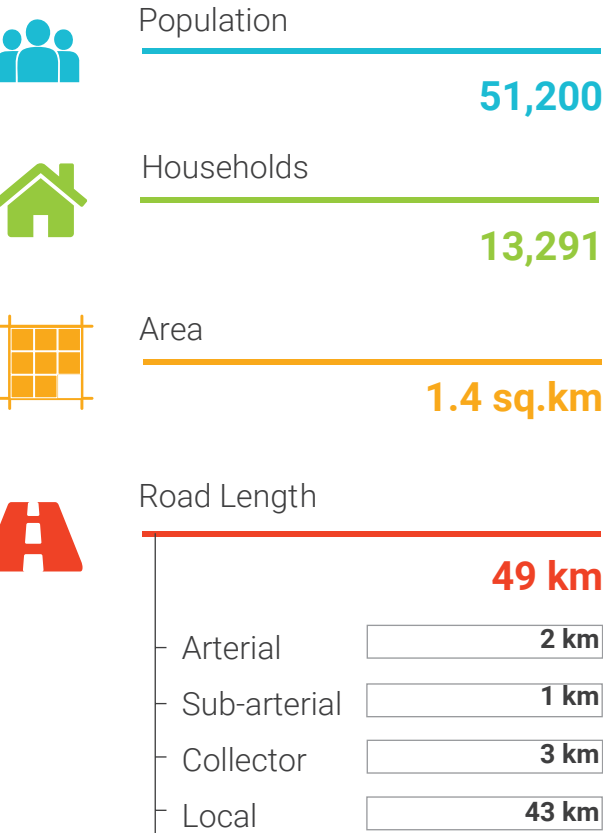 Population
51,200
Households
13,291
Area
1.4 sq.km
Road Length
49 km
Arterial 2 km
Sub-arterial 1 km
Collector 3 km
Local 43 km